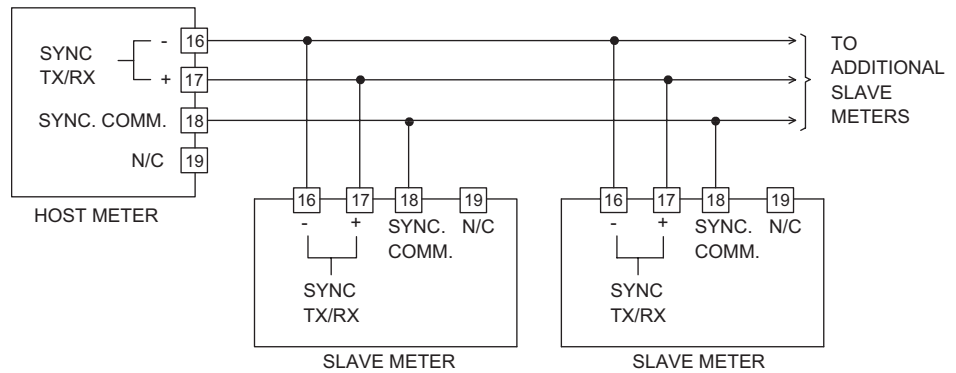 - 16
SYNC
TX/RX
+ 17
SYNC. COMM. 18
N/C 19
HOST METER
TO
ADDITIONAL
SLAVE
METERS
16 17 18 19
- + SYNC. N/C
COMM.
SYNC
TX/RX
SLAVE METER
16 17 18 19
- + SYNC. N/C
COMM.
SYNC
TX/RX
SLAVE METER